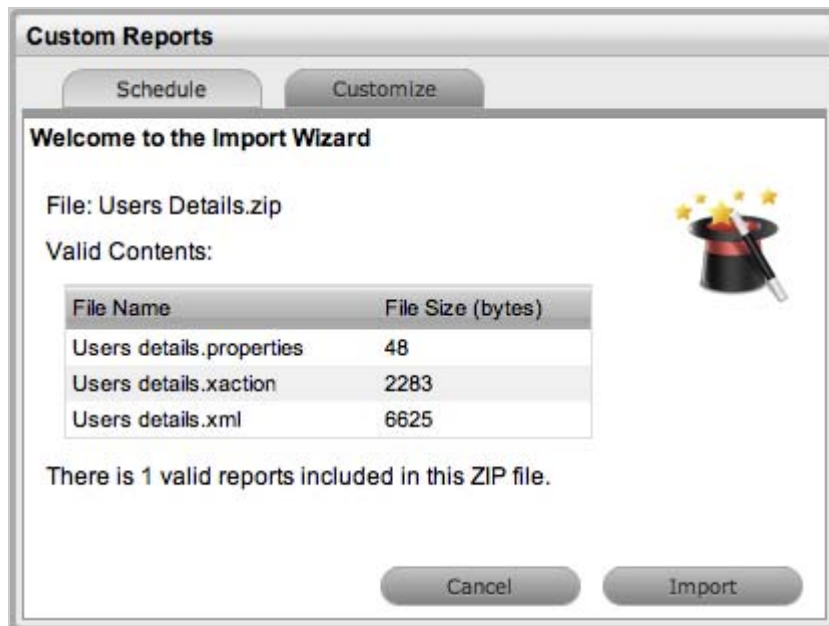 Custom Reports
Schedule Customize
Welcome to the Import Wizard
File: Users Details.zip
Valid Contents:
File Name File Size (bytes)
Users details.properties 48
Users details.xaction 2283
Users details.xml 6625
There is 1 valid reports included in this ZIP file.
Cancel Import